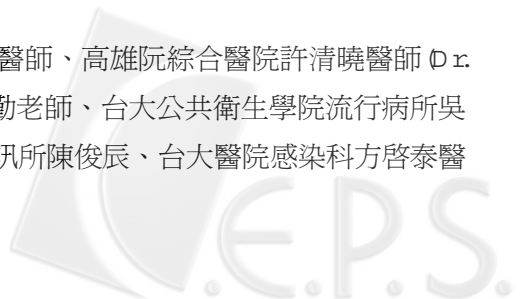 醫師、高雄阮綜合醫院許清曉醫師(Dr.
勤老師、台大公共衛生學院流行病所吳
訊所陳俊辰、台大醫院感染科方啓泰醫
C.E.P.S.